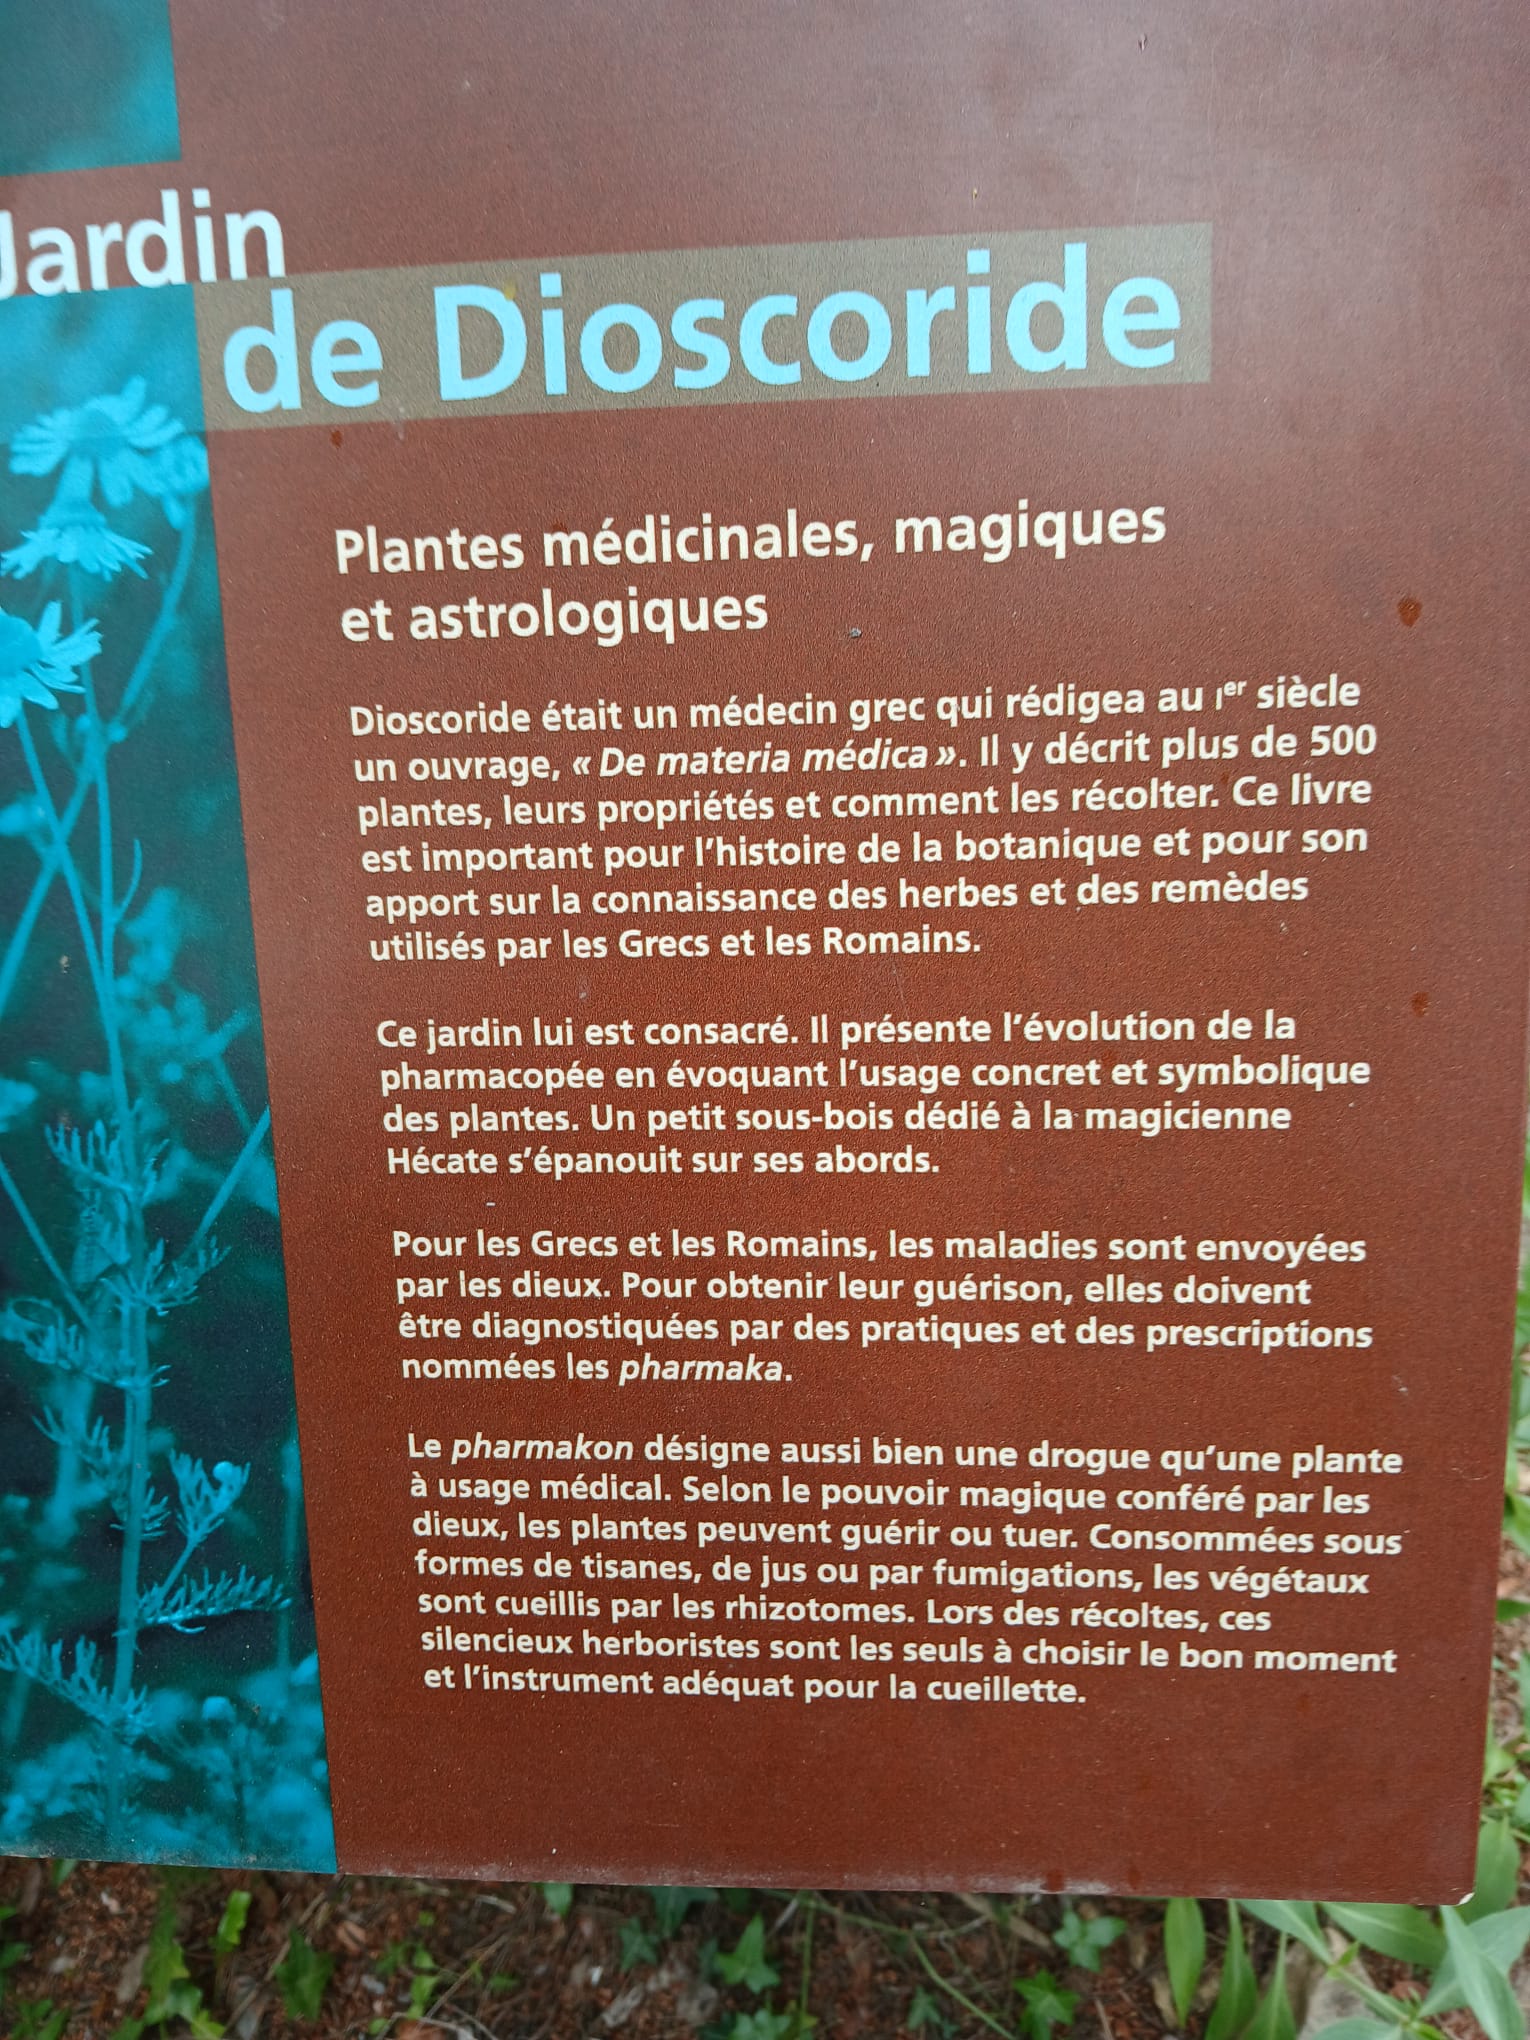 Jardin
de Dioscoride
Plantes médicinales, magiques
et astrologiques
Dioscoride était un médecin grec qui rédigea au Ier siècle
un ouvrage, « De materia médica ». Il y décrit plus de 500
plantes, leurs propriétés et comment les récolter. Ce livre
est important pour l’histoire de la botanique et pour son
apport sur la connaissance des herbes et des remèdes
utilisés par les Grecs et les Romains.
Ce jardin lui est consacré. Il présente l’évolution de la
pharmacopée en évoquant l’usage concret et symbolique
des plantes. Un petit sous-bois dédié à la magicienne
Hécate s’épanouit sur ses abords.
Pour les Grecs et les Romains, les maladies sont envoyées
par les dieux. Pour obtenir leur guérison, elles doivent
être diagnostiquées par des pratiques et des prescriptions
nommées les pharmaka.
Le pharmakon désigne aussi bien une drogue qu’une plante
à usage médical. Selon le pouvoir magique conféré par les
dieux, les plantes peuvent guérir ou tuer. Consommées sous
formes de tisanes, de jus ou par fumigations, les végétaux
sont cueillis par les rhizotomes. Lors des récoltes, ces
silencieux herboristes sont les seuls à choisir le bon moment
et l’instrument adéquat pour la cueillette.